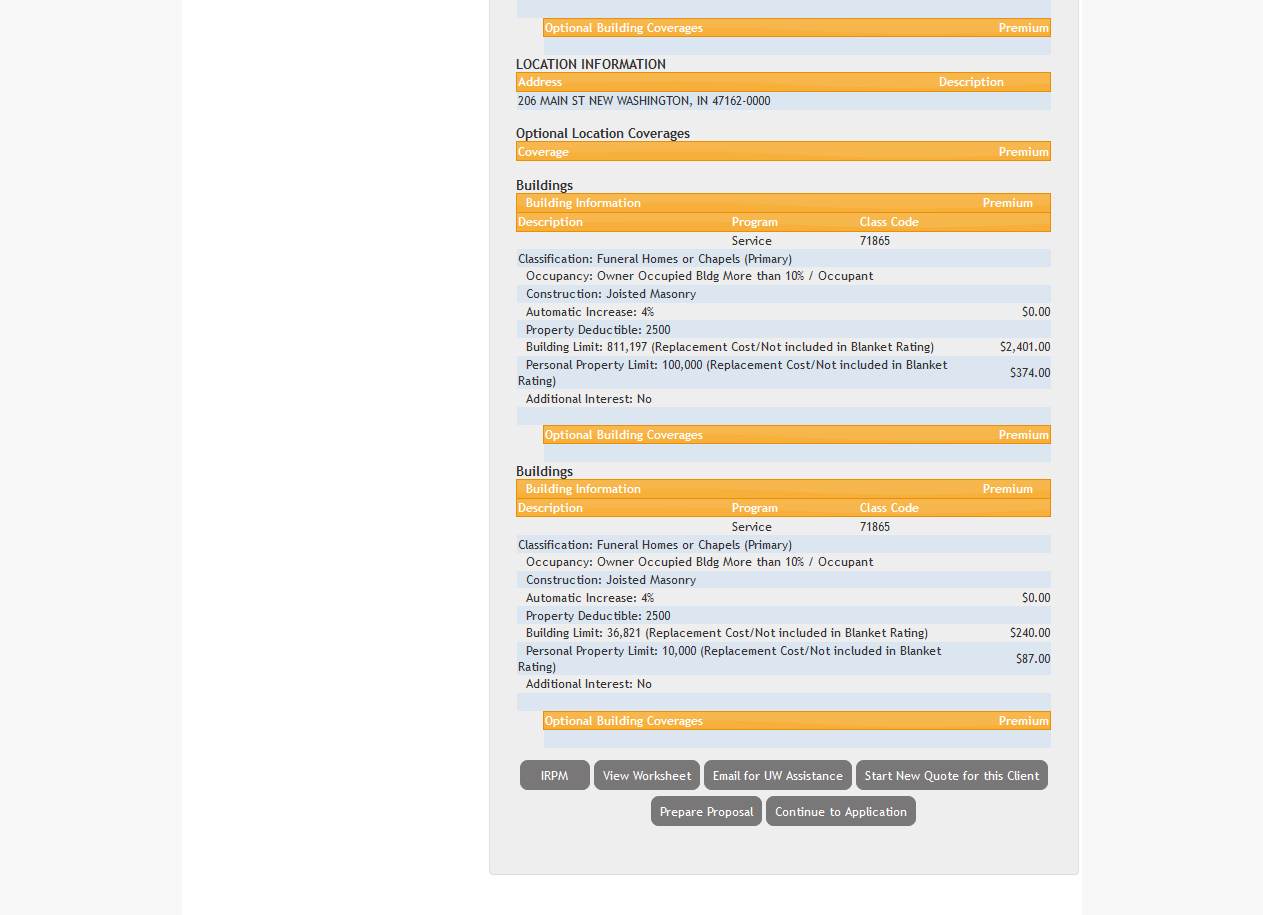 Optional Building Coverages Premium
LOCATION INFORMATION
Address Description
206 MAIN ST NEW WASHINGTON, IN 47162-0000
Optional Location Coverages
Coverage Premium
Buildings
Building Information Premium
Description Program Class Code
Service 71865
Classification: Funeral Homes or Chapels (Primary)
Occupancy: Owner Occupied Bldg More than 10% / Occupant
Construction: Joisted Masonry
Automatic Increase: 4% $0.00
Property Deductible: 2500
Building Limit: 811,197 (Replacement Cost/Not included in Blanket Rating) $2,401.00
Personal Property Limit: 100,000 (Replacement Cost/Not included in Blanket
Rating) $374.00
Additional Interest: No
Optional Building Coverages Premium
Buildings
Building Information Premium
Description Program Class Code
Service 71865
Classification: Funeral Homes or Chapels (Primary)
Occupancy: Owner Occupied Bldg More than 10% / Occupant
Construction: Joisted Masonry
Automatic Increase: 4% $0.00
Property Deductible: 2500
Building Limit: 36,821 (Replacement Cost/Not included in Blanket Rating) $240.00
Personal Property Limit: 10,000 (Replacement Cost/Not included in Blanket
Rating) $87.00
Additional Interest: No
Optional Building Coverages Premium
IRPM View Worksheet Email for UW Assistance Start New Quote for this Client
Prepare Proposal Continue to Application